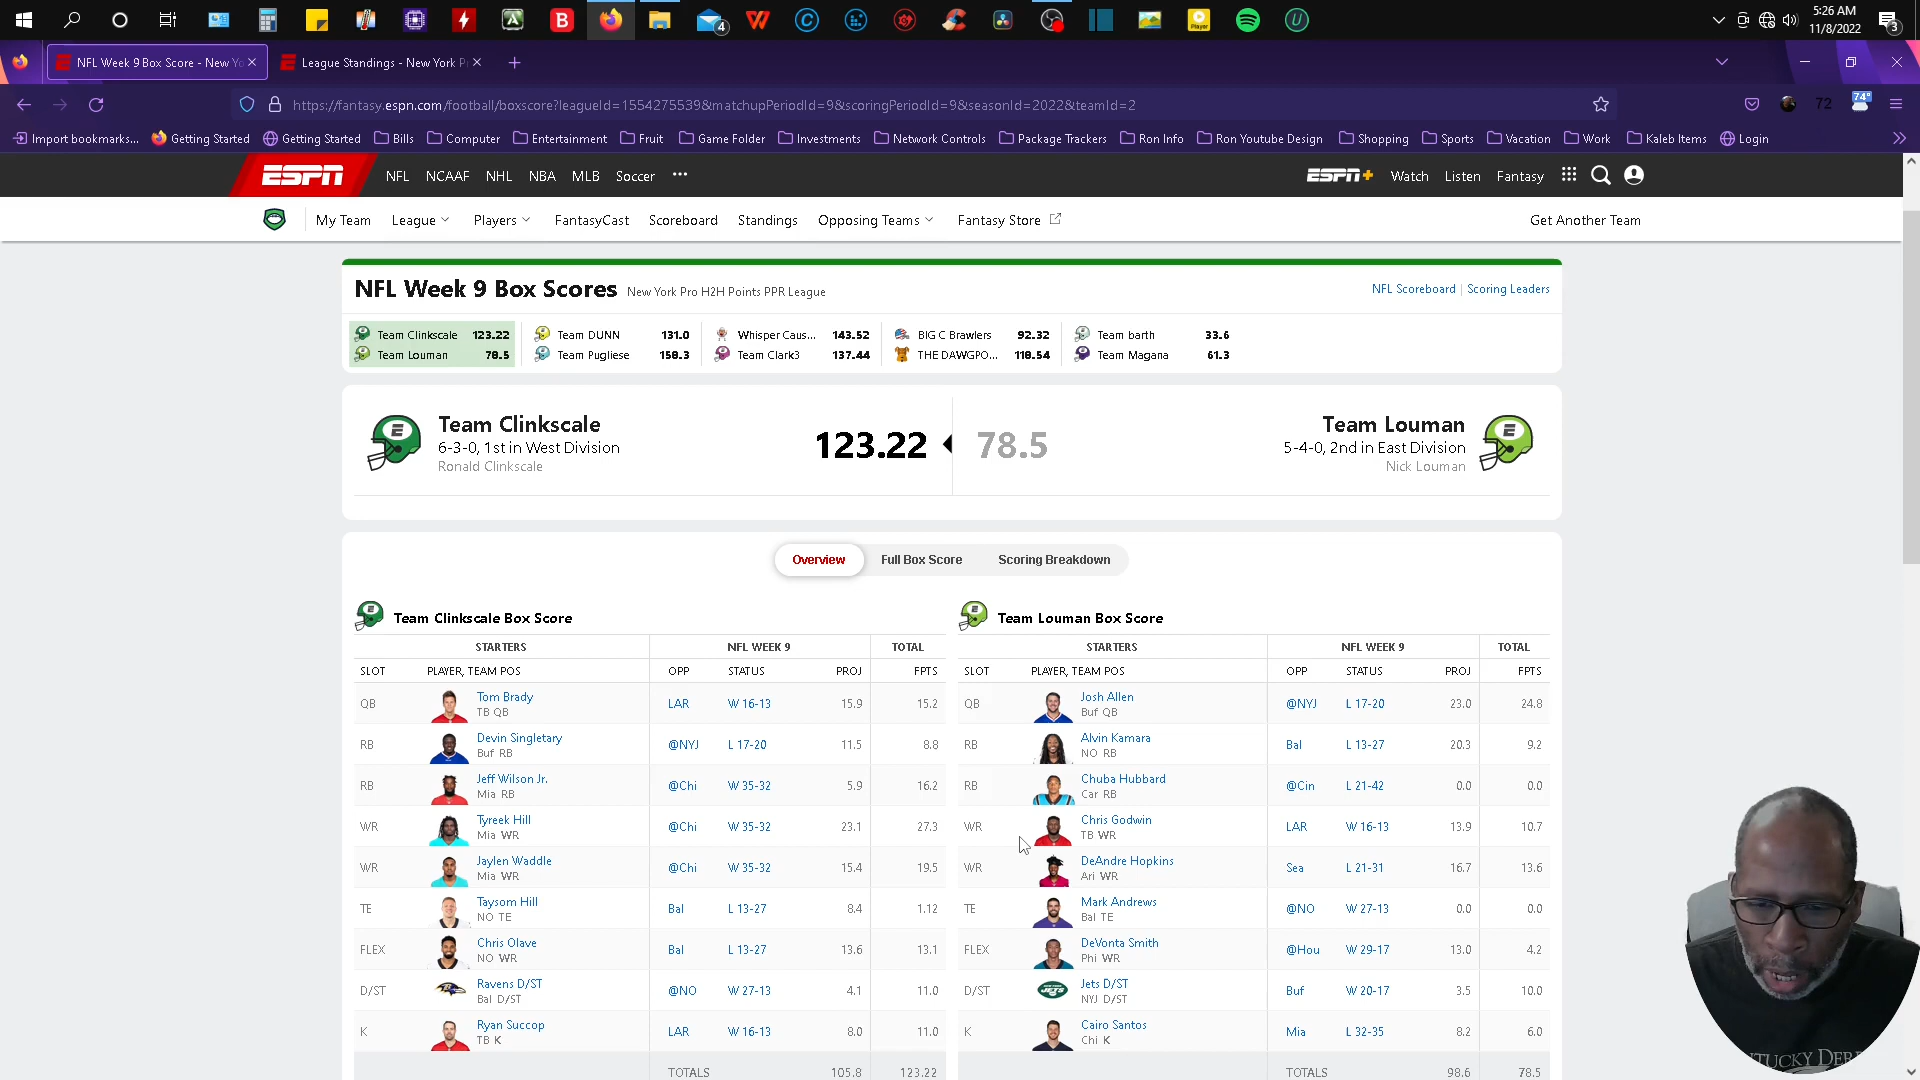 5:26 AM
11/8/2022
4
3
NFL Week 9 Box Score - New Yo
League Standings - New York P
https://fantasy.espn.com/football/boxscore?leagueId=1554275539&matchupPeriodId=9&scoringPeriodId=9&seasonId=2022&teamId=2
72
74°
Import bookmarks... Getting Started Getting Started Bills Computer Entertainment Fruit Game Folder Investments Network Controls Package Trackers Ron Info Ron Youtube Design Shopping Sports Vacation Work Kaleb Items Login
ESPN NFL NCAAF NHL NBA MLB Soccer ••• ESPN+ Watch Listen Fantasy
My Team League Players FantasyCast Scoreboard Standings Opposing Teams Fantasy Store Get Another Team
NFL Week 9 Box Scores New York Pro H2H Points PPR League NFL Scoreboard | Scoring Leaders
Team Clinkscale 123.22 Team DUNN 131.0 Whisper Caus... 143.52 BIG C Brawlers 92.32 Team barth 33.6
Team Louman 78.5 Team Pugliese 158.3 Team Clark3 137.44 THE DAWGPO... 118.54 Team Magana 61.3
Team Clinkscale
6-3-0, 1st in West Division
Ronald Clinkscale
123.22 78.5
Team Louman
5-4-0, 2nd in East Division
Nick Louman
Overview Full Box Score Scoring Breakdown
Team Clinkscale Box Score
STARTERS NFL WEEK 9 TOTAL
SLOT PLAYER, TEAM POS OPP STATUS PROJ FPTS
QB Tom Brady TB QB LAR W 16-13 15.9 15.2
RB Devin Singletary Buf RB @NYJ L 17-20 11.5 8.8
RB Jeff Wilson Jr. Mia RB @Chi W 35-32 5.9 16.2
WR Tyreek Hill Mia WR @Chi W 35-32 23.1 27.3
WR Jaylen Waddle Mia WR @Chi W 35-32 15.4 19.5
TE Taysom Hill NO TE Bal L 13-27 8.4 1.12
FLEX Chris Olave NO WR Bal L 13-27 13.6 13.1
D/ST Ravens D/ST Bal D/ST @NO W 27-13 4.1 11.0
K Ryan Succop TB K LAR W 16-13 8.0 11.0
TOTALS 105.8 123.22
Team Louman Box Score
STARTERS NFL WEEK 9 TOTAL
SLOT PLAYER, TEAM POS OPP STATUS PROJ FPTS
QB Josh Allen Buf QB @NYJ L 17-20 23.0 24.8
RB Alvin Kamara NO RB Bal L 13-27 20.3 9.2
RB Chuba Hubbard Car RB @Cin L 21-42 0.0 0.0
WR Chris Godwin TB WR LAR W 16-13 13.9 10.7
WR DeAndre Hopkins Ari WR Sea L 21-31 16.7 13.6
TE Mark Andrews Bal TE @NO W 27-13 0.0 0.0
FLEX DeVonta Smith Phi WR @Hou W 29-17 13.0 4.2
D/ST Jets D/ST NYJ D/ST Buf W 20-17 3.5 10.0
K Cairo Santos Chi K Mia L 32-35 8.2 6.0
TOTALS 98.6 78.5